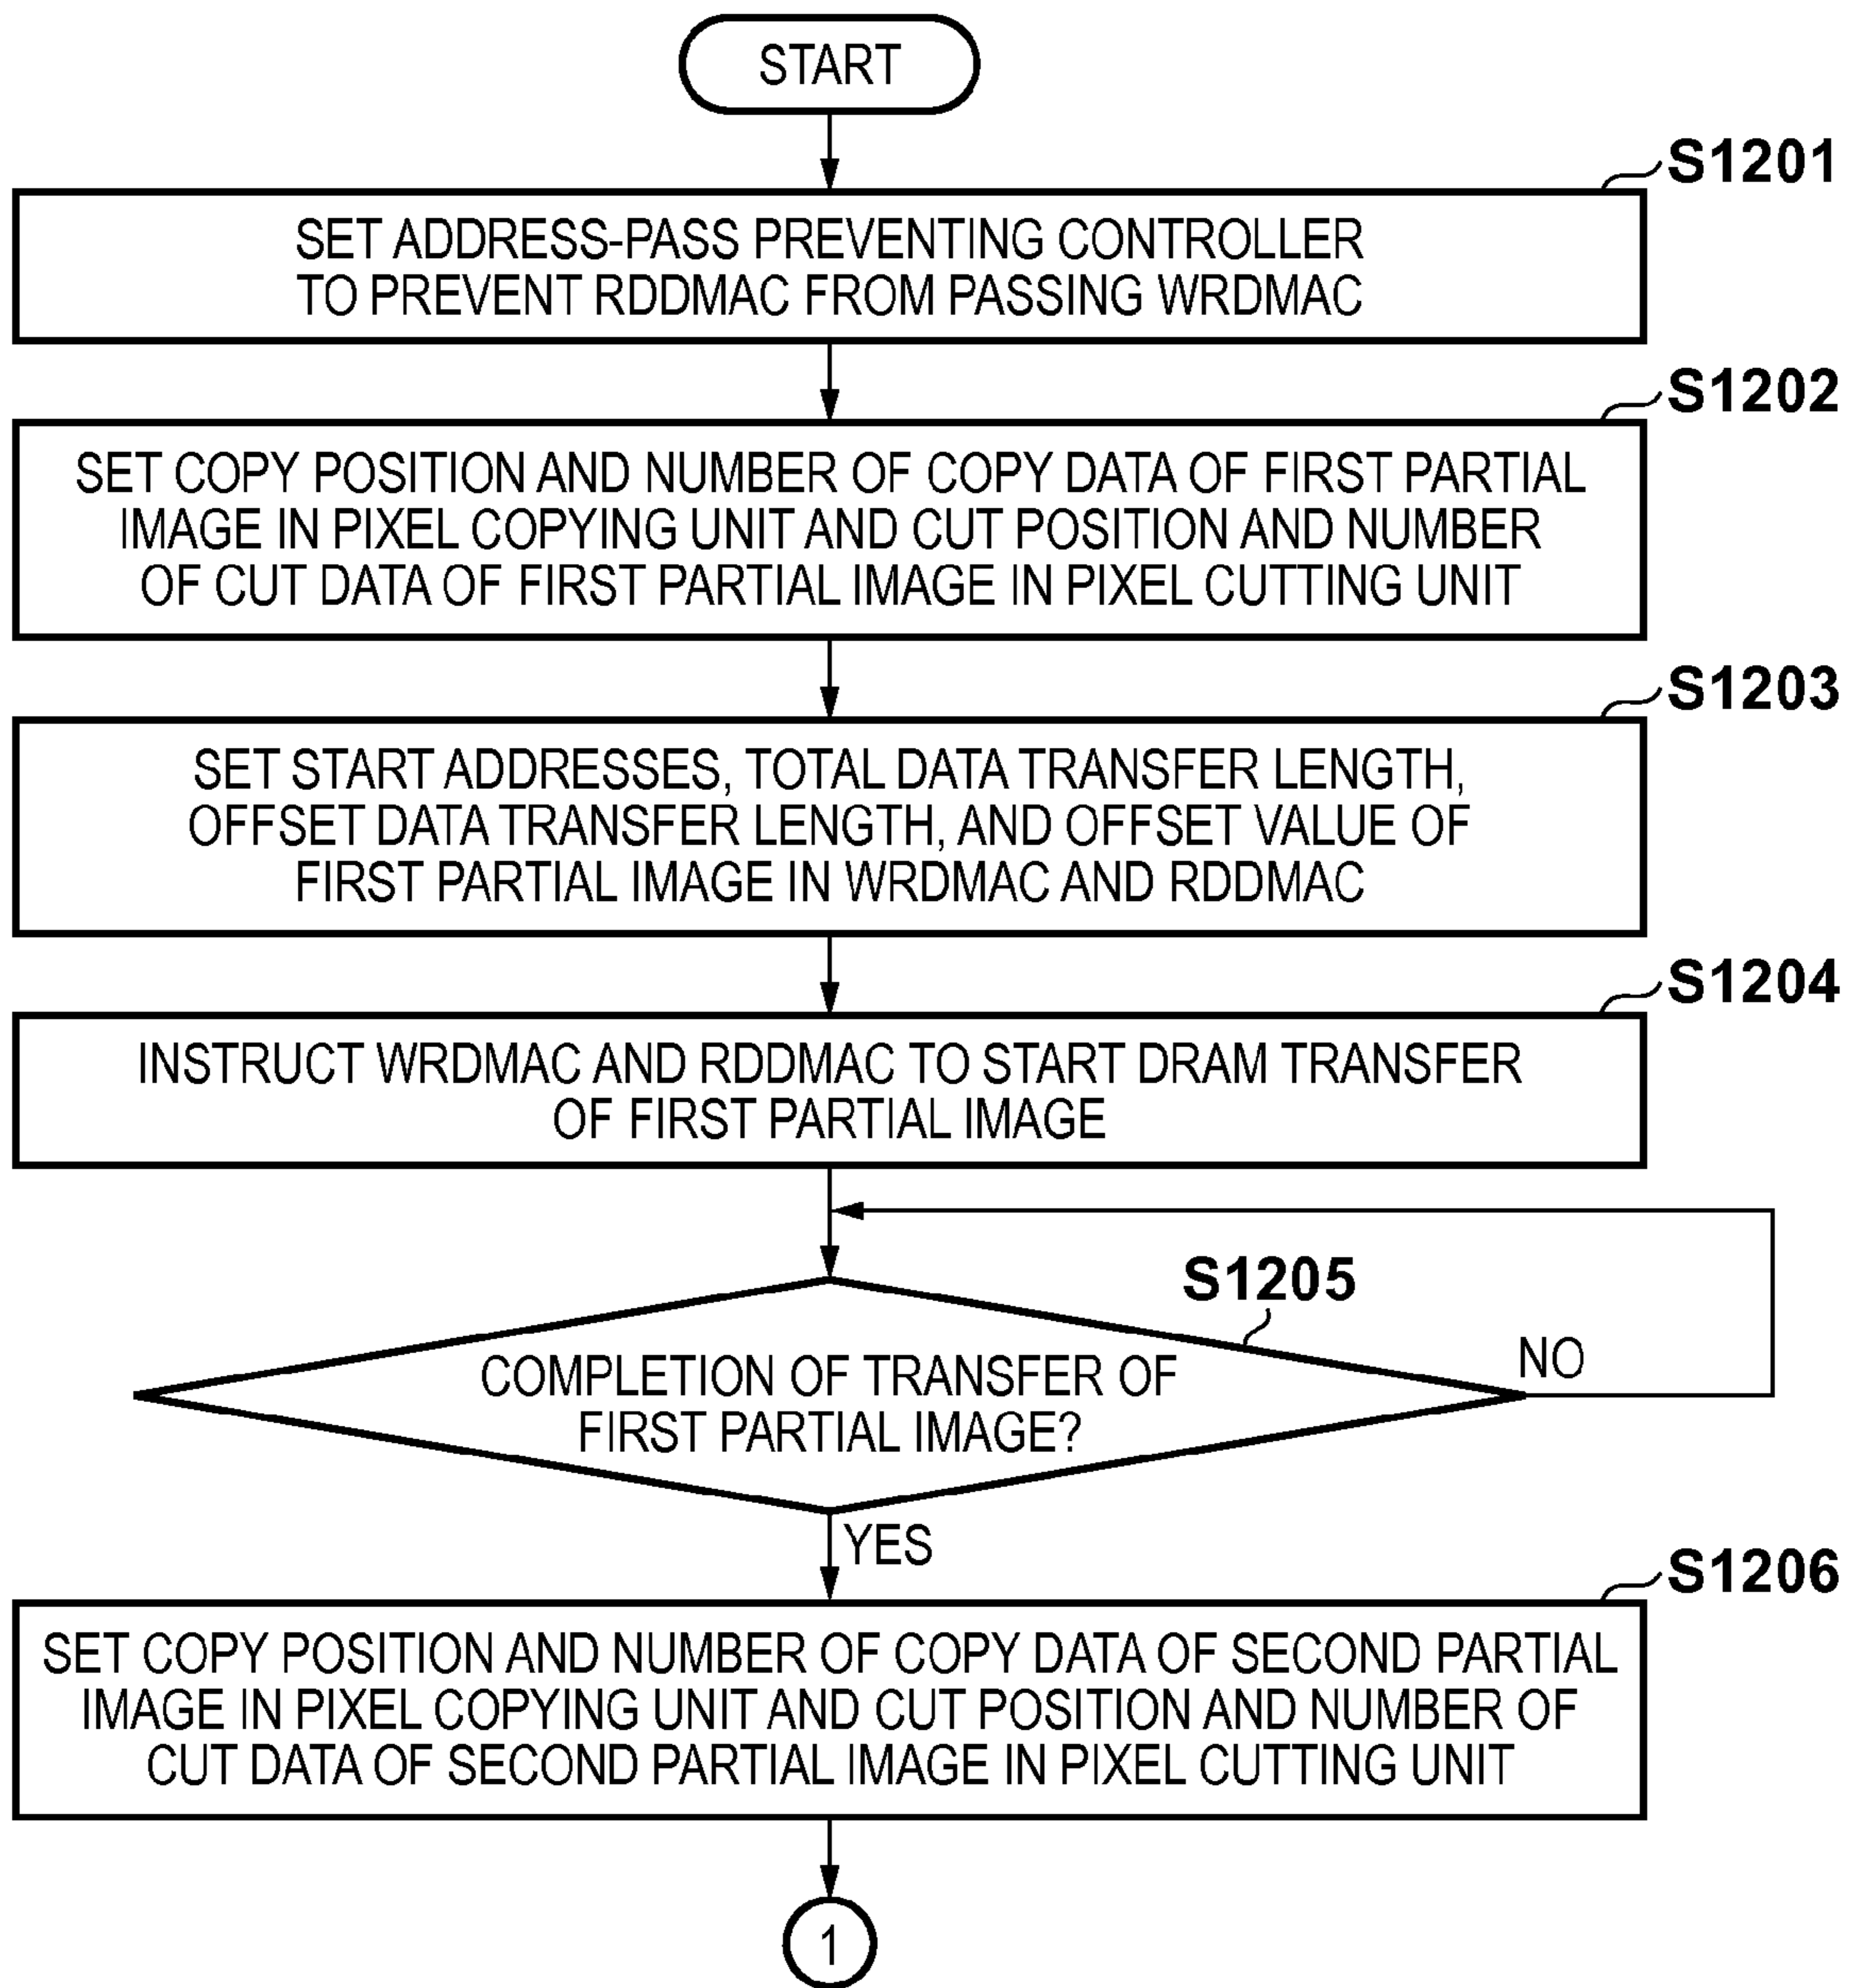 START
S1201
SET ADDRESS-PASS PREVENTING CONTROLLER
TO PREVENT RDDMAC FROM PASSING WRDMAC
S1202
SET COPY POSITION AND NUMBER OF COPY DATA OF FIRST PARTIAL
IMAGE IN PIXEL COPYING UNIT AND CUT POSITION AND NUMBER
OF CUT DATA OF FIRST PARTIAL IMAGE IN PIXEL CUTTING UNIT
S1203
SET START ADDRESSES, TOTAL DATA TRANSFER LENGTH,
OFFSET DATA TRANSFER LENGTH, AND OFFSET VALUE OF
FIRST PARTIAL IMAGE IN WRDMAC AND RDDMAC
S1204
INSTRUCT WRDMAC AND RDDMAC TO START DRAM TRANSFER
OF FIRST PARTIAL IMAGE
S1205
COMPLETION OF TRANSFER OF
FIRST PARTIAL IMAGE?
NO
YES
S1206
SET COPY POSITION AND NUMBER OF COPY DATA OF SECOND PARTIAL
IMAGE IN PIXEL COPYING UNIT AND CUT POSITION AND NUMBER OF
CUT DATA OF SECOND PARTIAL IMAGE IN PIXEL CUTTING UNIT
1